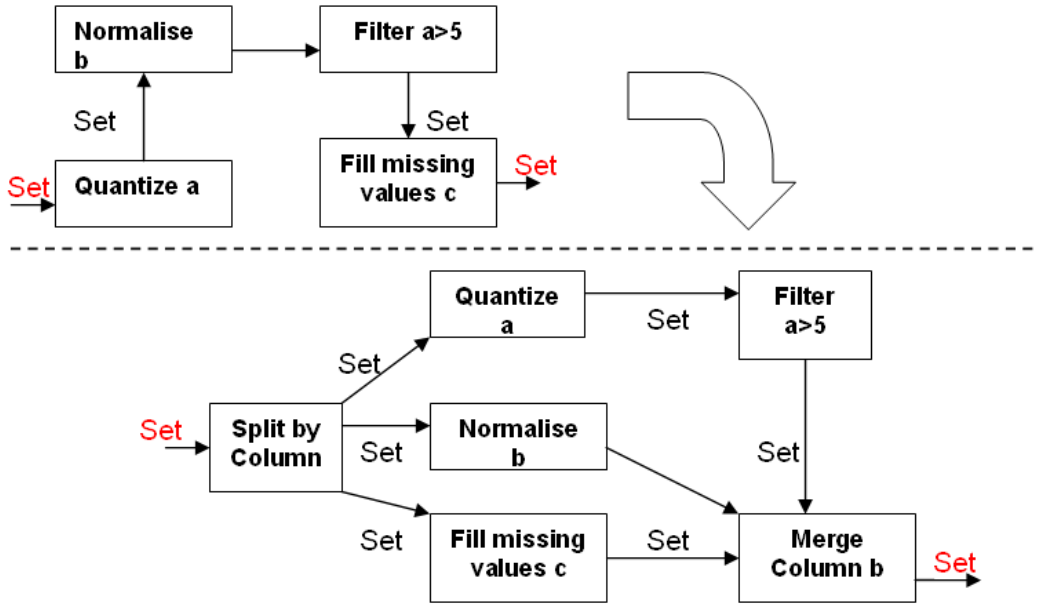 Normalise
b
Filter a>5
Set
Set
Set
Quantize a
Fill missing
values c
Set
Quantize
a
Set
Filter
a>5
Set
Set
Split by
Column
Set
Normalise
b
Set
Set
Fill missing
values c
Set
Merge
Column b
Set